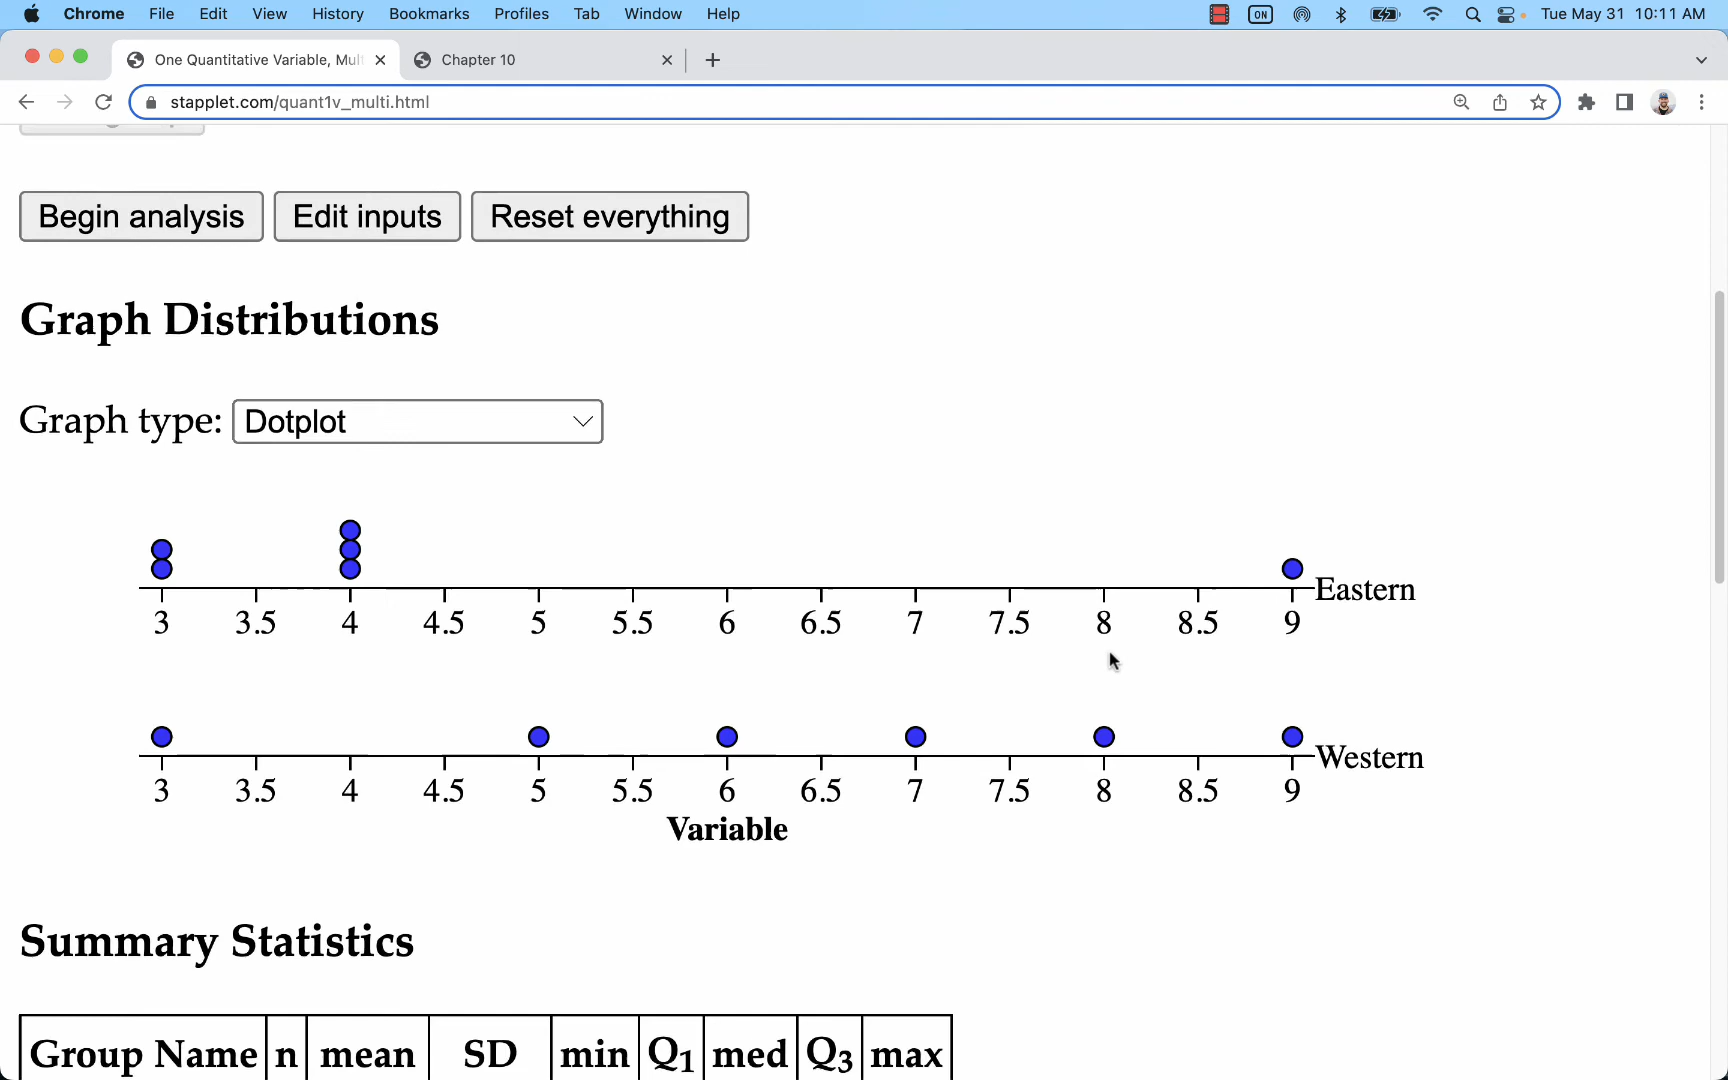 Chrome File Edit View History Bookmarks Profiles Tab Window Help ON Tue May 31 10:11 AM
One Quantitative Variable, Mul Chapter 10
stapplet.com/quant1v_multi.html
Begin analysis Edit inputs Reset everything
Graph Distributions
Graph type: Dotplot
Eastern
3 3.5 4 4.5 5 5.5 6 6.5 7 7.5 8 8.5 9
Western
3 3.5 4 4.5 5 5.5 6 6.5 7 7.5 8 8.5 9
Variable
Summary Statistics
Group Name n mean SD min Q1 med Q3 max